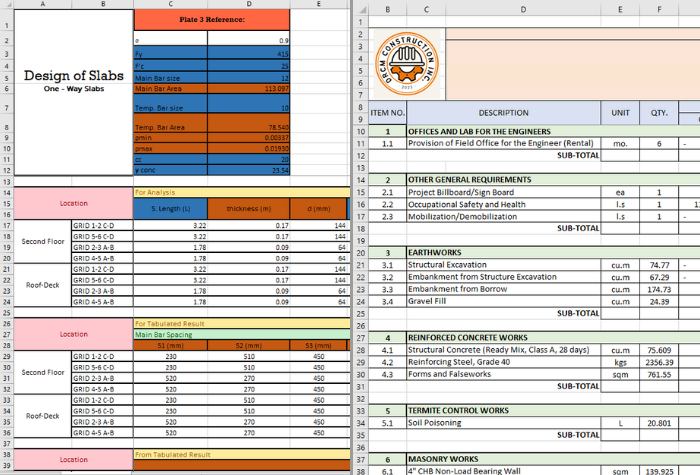 A B C D E
1 Plate 3 Reference:
2 ø 0.9
3 Fy 415
4 F'c 25
5 Main Bar size 12
6 Main Bar Area 113.097
7 Temp. Bar size 10
8 Temp. Bar Area 78.540
9 ρmin 0.00337
10 ρmax 0.01930
11 cc 20
12 γ conc 23.54
Design of Slabs
One - Way Slabs
13
14 For Analysis
15 Location S. Length (L) thickness (m) d (mm)
16
17 GRID 1-2 C-D 3.22 0.17 144
18 Second Floor GRID 5-6 C-D 3.22 0.17 144
19 GRID 2-3 A-B 1.78 0.09 64
20 GRID 4-5 A-B 1.78 0.09 64
21 GRID 1-2 C-D 3.22 0.17 144
22 Roof-Deck GRID 5-6 C-D 3.22 0.17 144
23 GRID 2-3 A-B 1.78 0.09 64
24 GRID 4-5 A-B 1.78 0.09 64
25
26 For Tabulated Result
27 Location Main Bar Spacing
28 S1 (mm) S2 (mm) S3 (mm)
29 GRID 1-2 C-D 230 510 450
30 Second Floor GRID 5-6 C-D 230 510 450
31 GRID 2-3 A-B 520 270 450
32 GRID 4-5 A-B 520 270 450
33 GRID 1-2 C-D 230 510 450
34 Roof-Deck GRID 5-6 C-D 230 510 450
35 GRID 2-3 A-B 520 270 450
36 GRID 4-5 A-B 520 270 450
37
38 From Tabulated Result
39 Location
B C D E F
1
2
3
4
5
6
7
DRCM CONSTRUCTION INC.
8 ITEM NO. DESCRIPTION UNIT QTY.
9
10 1 OFFICES AND LAB FOR THE ENGINEERS
11 1.1 Provision of Field Office for the Engineer (Rental) mo. 6 -
12 SUB-TOTAL
13
14 2 OTHER GENERAL REQUIREMENTS
15 2.1 Project Billboard/Sign Board ea 1
16 2.2 Occupational Safety and Health l.s 1
17 2.3 Mobilization/Demobilization l.s 1 -
18 SUB-TOTAL
19
20 3 EARTHWORKS
21 3.1 Structural Excavation cu.m 74.77 -
22 3.2 Embankment from Structure Excavation cu.m 67.29 -
23 3.3 Embankment from Borrow cu.m 174.73
24 3.4 Gravel Fill cu.m 24.39
25 SUB-TOTAL
26
27 4 REINFORCED CONCRETE WORKS
28 4.1 Structural Concrete (Ready Mix, Class A, 28 days) cu.m 75.609
29 4.2 Reinforcing Steel, Grade 40 kgs 2356.39
30 4.3 Forms and Falseworks sqm 761.55
31 SUB-TOTAL
32
33 5 TERMITE CONTROL WORKS
34 5.1 Soil Poisoning L 20.801
35 SUB-TOTAL
36
37 6 MASONRY WORKS
38 6.1 4" CHB Non-Load Bearing Wall sqm 139.925